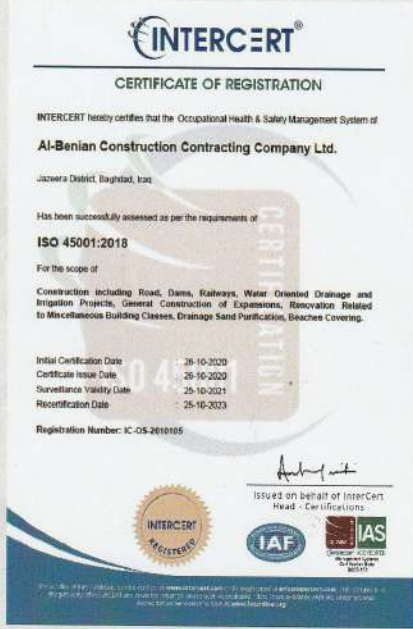 INTERCERT®
CERTIFICATE OF REGISTRATION
INTERCERT hereby certifies that the Occupational Health & Safety Management System of
Al-Benian Construction Contracting Company Ltd.
Jazeera District, Baghdad, Iraq
Has been successfully assessed as per the requirements of
ISO 45001:2018
For the scope of
Construction including Road, Dams, Railways, Water Oriented Drainage and
Irrigation Projects, General Construction of Expansions, Renovation Related
to Miscellaneous Building Classes, Drainage Sand Purification, Beaches Covering.
Initial Certification Date : 26-10-2020
Certificate Issue Date : 26-10-2020
Surveillance Validity Date : 25-10-2021
Recertification Date : 25-10-2023
Registration Number: IC-OS-2010105
CERTIFICATION
ISO 45001
Issued on behalf of InterCert
Head - Certifications
INTERCERT
REGISTERED
IAF
IAS